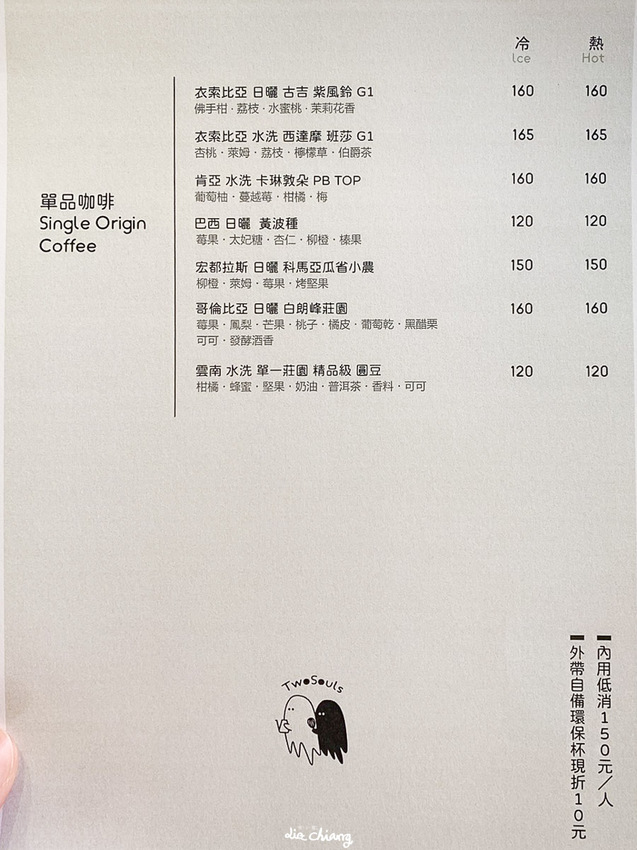 冷 熱
Ice Hot
單品咖啡
Single Origin
Coffee
衣索比亞 日曬 古吉 紫風鈴 G1 160 160
佛手柑・荔枝・水蜜桃・茉莉花香
衣索比亞 水洗 西達摩 班莎 G1 165 165
杏桃・萊姆・荔枝・檸檬草・伯爵茶
肯亞 水洗 卡琳敦朵 PB TOP 160 160
葡萄柚・蔓越莓・柑橘・梅
巴西 日曬 黃波種 120 120
莓果・太妃糖・杏仁・柳橙・榛果
宏都拉斯 日曬 科馬亞瓜省小農 150 150
柳橙・萊姆・莓果・烤堅果
哥倫比亞 日曬 白朗峰莊園 160 160
莓果・鳳梨・芒果・桃子・橘皮・葡萄乾・黑醋栗
可可・發酵酒香
雲南 水洗 單一莊園 精品級 圓豆 120 120
柑橘・蜂蜜・堅果・奶油・普洱茶・香料・可可
內用低消150元／人
外帶自備環保杯現折10元
TwoSouls
lia chiang